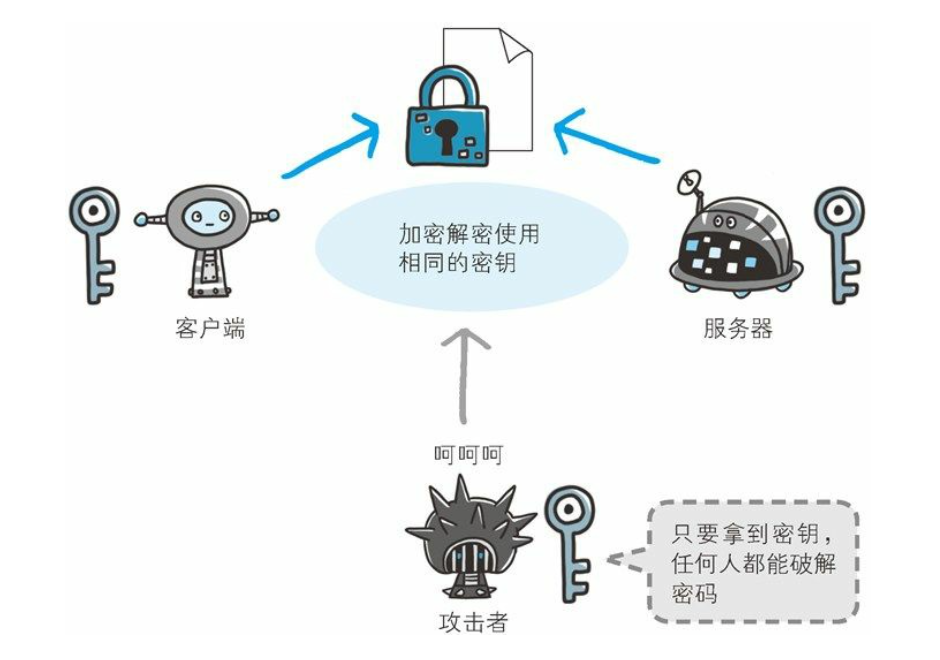 加密解密使用
相同的密钥
客户端
服务器
呵呵呵
只要拿到密钥，
任何人都能破解
密码
攻击者